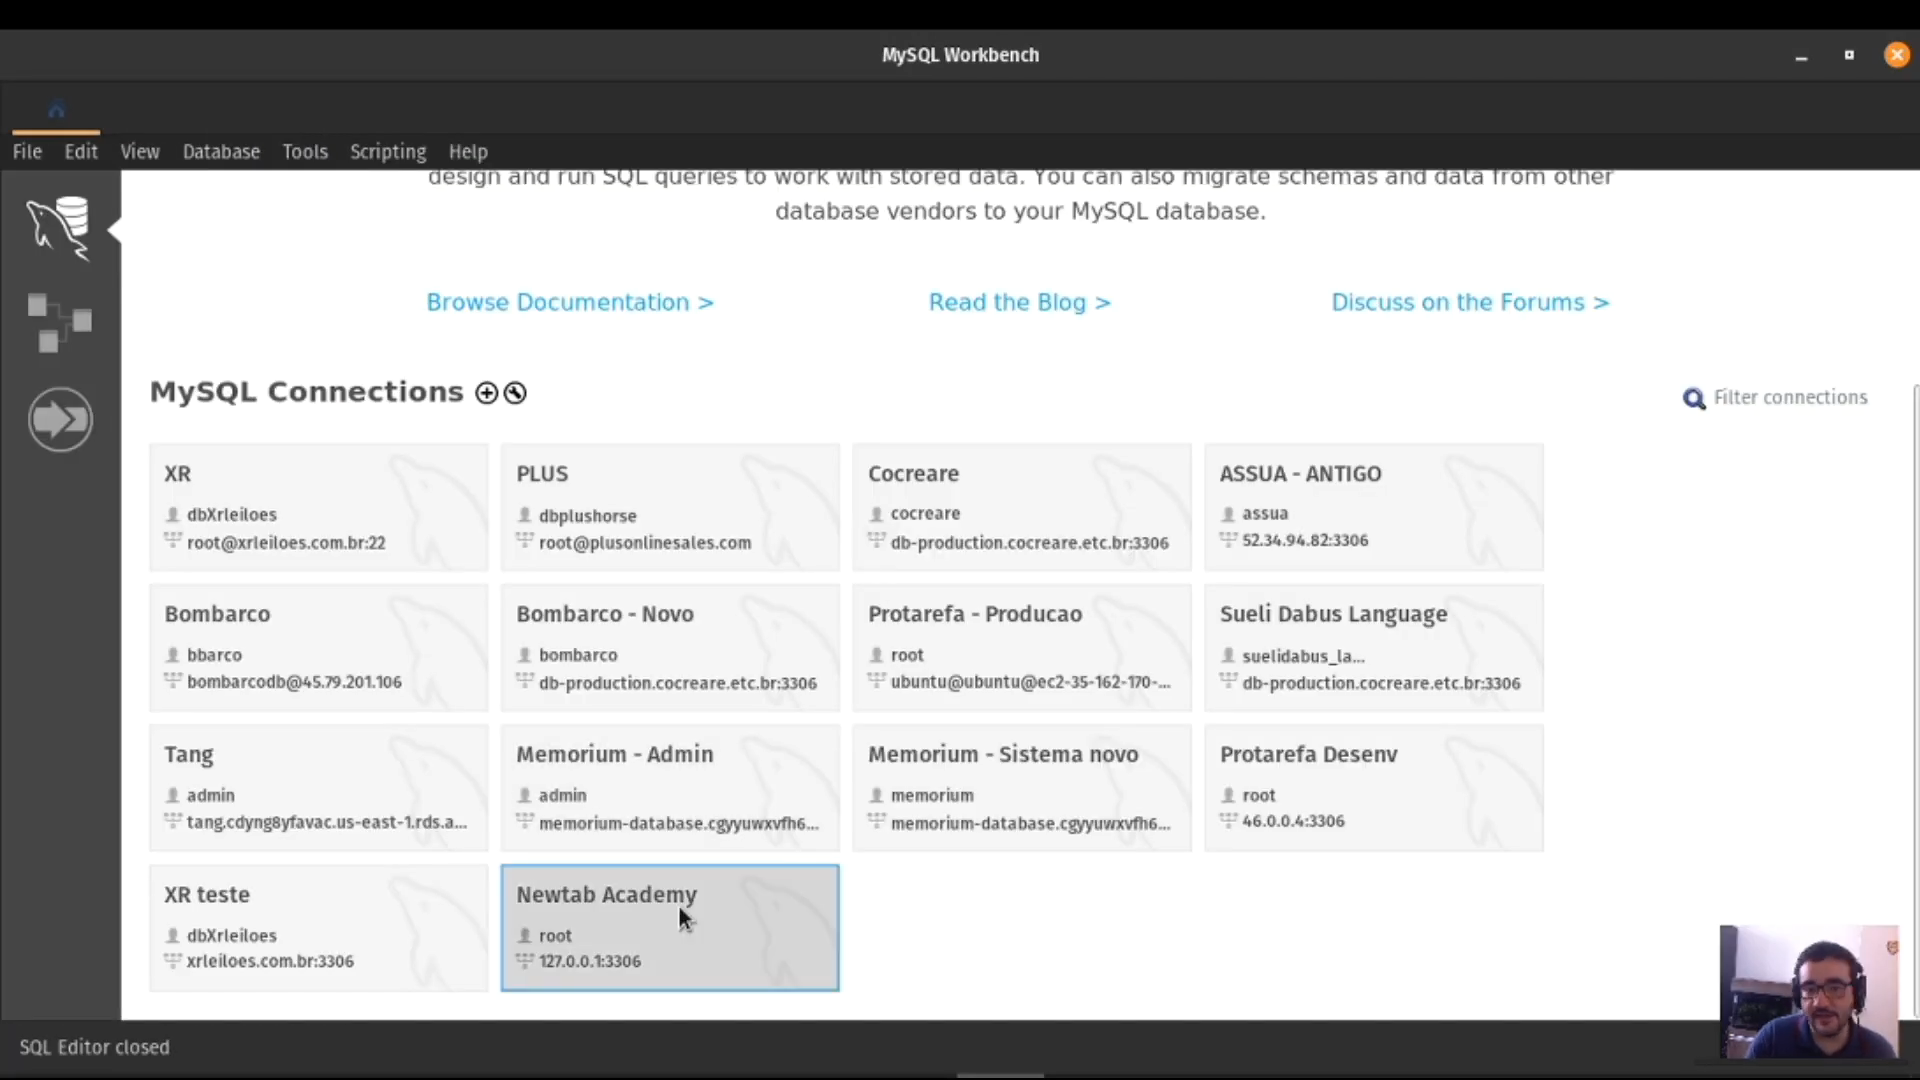 MySQL Workbench
File Edit View Database Tools Scripting Help
design and run SQL queries to work with stored data. You can also migrate schemas and data from other
database vendors to your MySQL database.
Browse Documentation > Read the Blog > Discuss on the Forums >
MySQL Connections
Filter connections
XR
dbXrleiloes
root@xrleiloes.com.br:22
PLUS
dbplushorse
root@plusonlinesales.com
Cocreare
cocreare
db-production.cocreare.etc.br:3306
ASSUA - ANTIGO
assua
52.34.94.82:3306
Bombarco
bbarco
bombarcodb@45.79.201.106
Bombarco - Novo
bombarco
db-production.cocreare.etc.br:3306
Protarefa - Producao
root
ubuntu@ubuntu@ec2-35-162-170-...
Sueli Dabus Language
suelidabus_la...
db-production.cocreare.etc.br:3306
Tang
admin
tang.cdyng8yfavac.us-east-1.rds.a...
Memorium - Admin
admin
memorium-database.cgyyuwxvfh6...
Memorium - Sistema novo
memorium
memorium-database.cgyyuwxvfh6...
Protarefa Desenv
root
46.0.0.4:3306
XR teste
dbXrleiloes
xrleiloes.com.br:3306
Newtab Academy
root
127.0.0.1:3306
SQL Editor closed